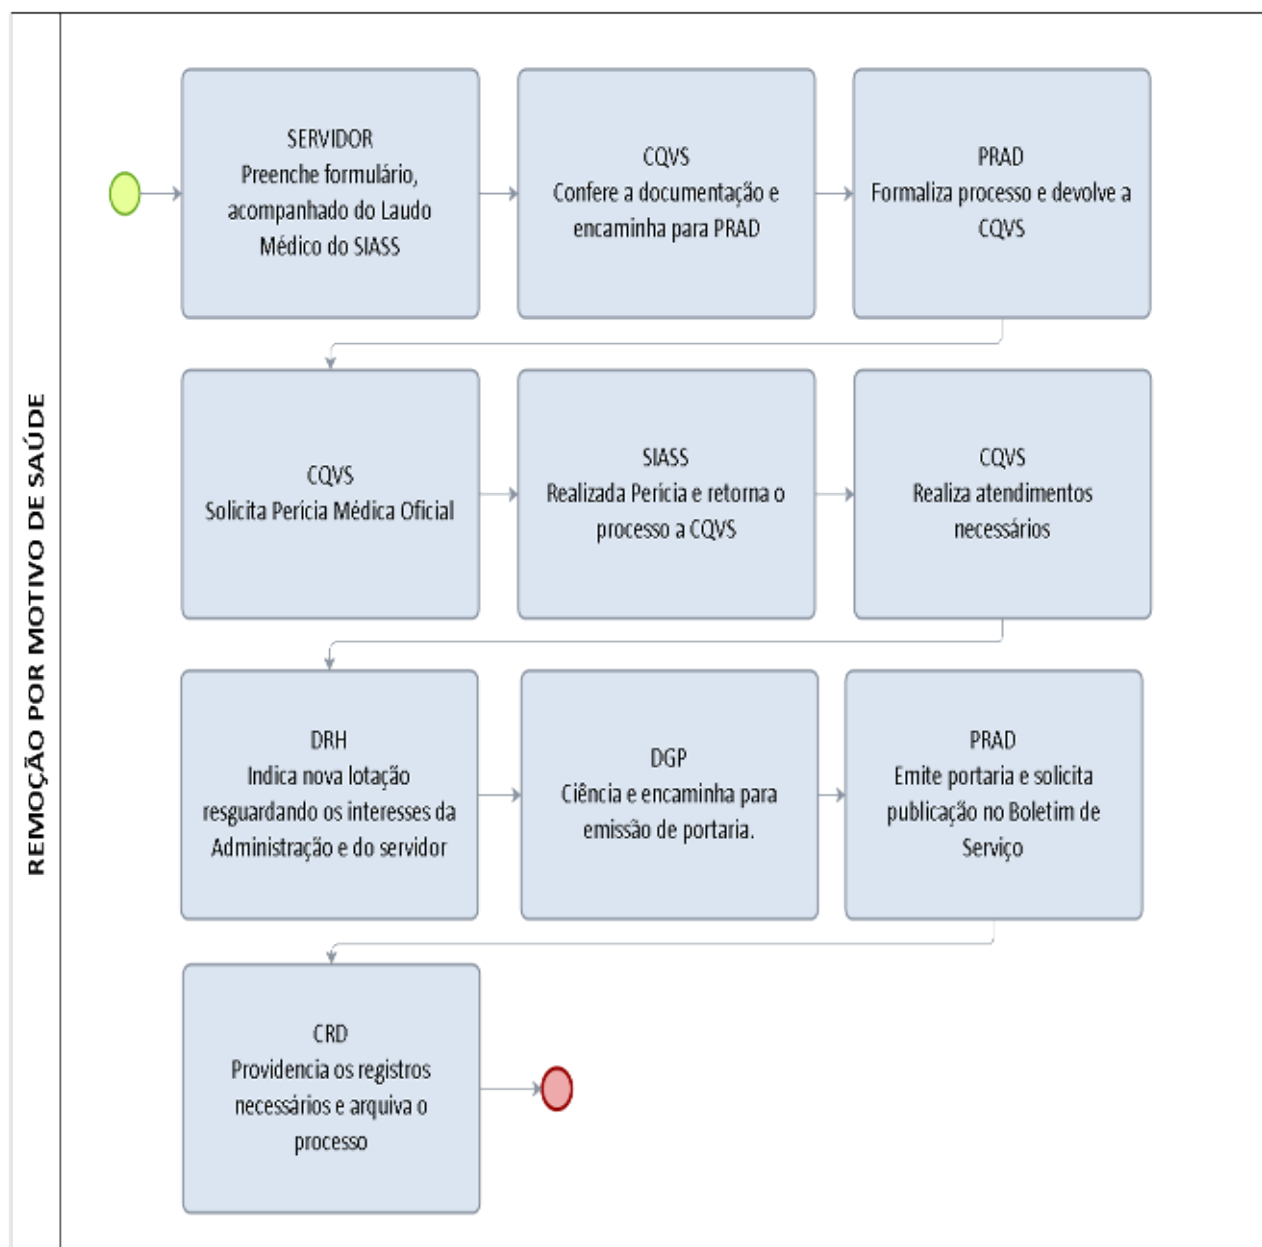 REMOÇÃO POR MOTIVO DE SAÚDE
SERVIDOR
Preenche formulário,
acompanhado do Laudo
Médico do SIASS
CQVS
Confere a documentação e
encaminha para PRAD
PRAD
Formaliza processo e devolve a
CQVS
CQVS
Solicita Perícia Médica Oficial
SIASS
Realizada Perícia e retorna o
processo a CQVS
CQVS
Realiza atendimentos
necessários
DRH
Indica nova lotação
resguardando os interesses da
Administração e do servidor
DGP
Ciência e encaminha para
emissão de portaria.
PRAD
Emite portaria e solicita
publicação no Boletim de
Serviço
CRD
Providencia os registros
necessários e arquiva o
processo